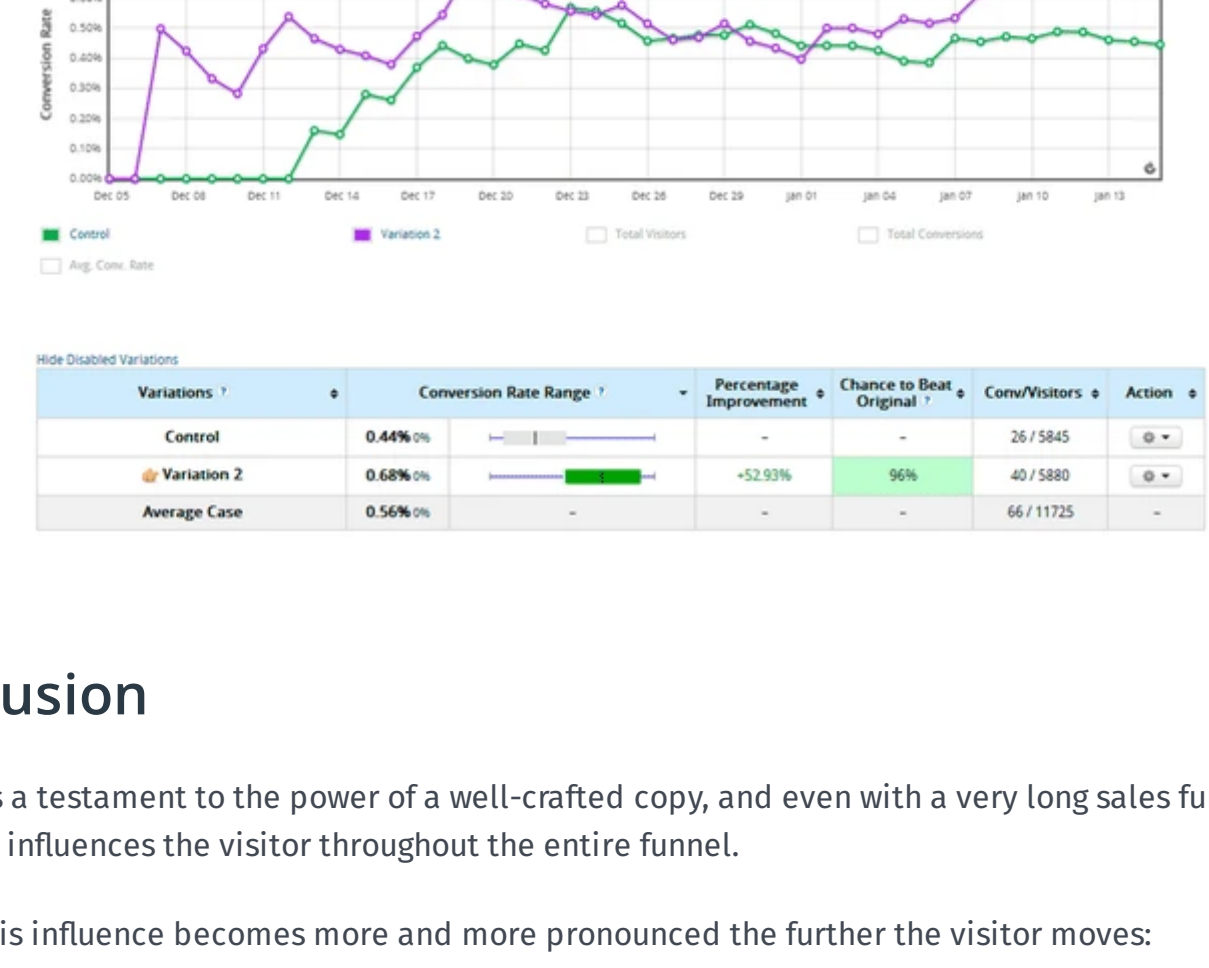 Conversion Rate
0.50%
0.40%
0.30%
0.20%
0.10%
0.00%
Dec 05 Dec 08 Dec 11 Dec 14 Dec 17 Dec 20 Dec 23 Dec 26 Dec 29 Jan 01 Jan 04 Jan 07 Jan 10 Jan 13
Control Variation 2 Total Visitors Total Conversions
Avg. Conv. Rate
Hide Disabled Variations
Variations ? Conversion Rate Range ? Percentage Improvement Chance to Beat Original ? Conv/Visitors Action
Control 0.44% 0% - - 26 / 5845
Variation 2 0.68% 0% +52.93% 96% 40 / 5880
Average Case 0.56% 0% - - - 66 / 11725 -
usion
s a testament to the power of a well-crafted copy, and even with a very long sales fu
influences the visitor throughout the entire funnel.
is influence becomes more and more pronounced the further the visitor moves: